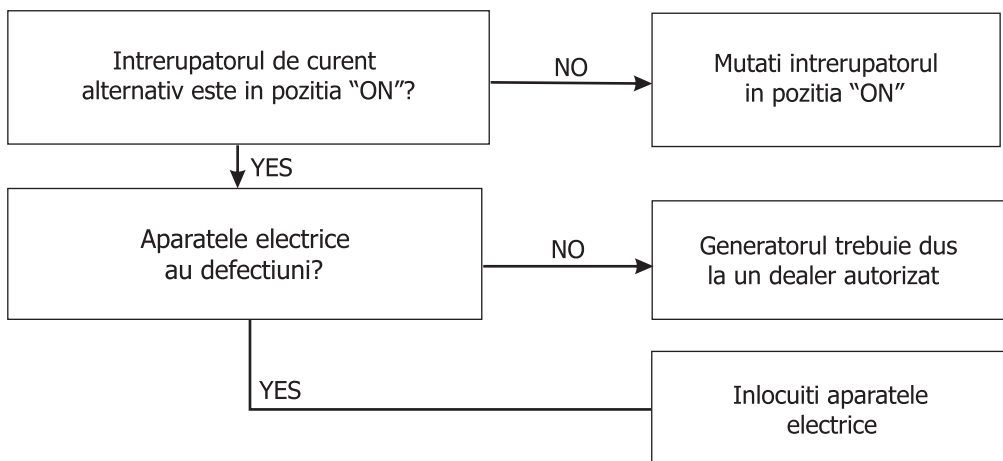 Intrerupatorul de curent
alternativ este in pozitia “ON”?
NO
Mutati intrerupatorul
in pozitia “ON”
YES
Aparatele electrice
au defectiuni?
NO
Generatorul trebuie dus
la un dealer autorizat
YES
Inlocuiti aparatele
electrice